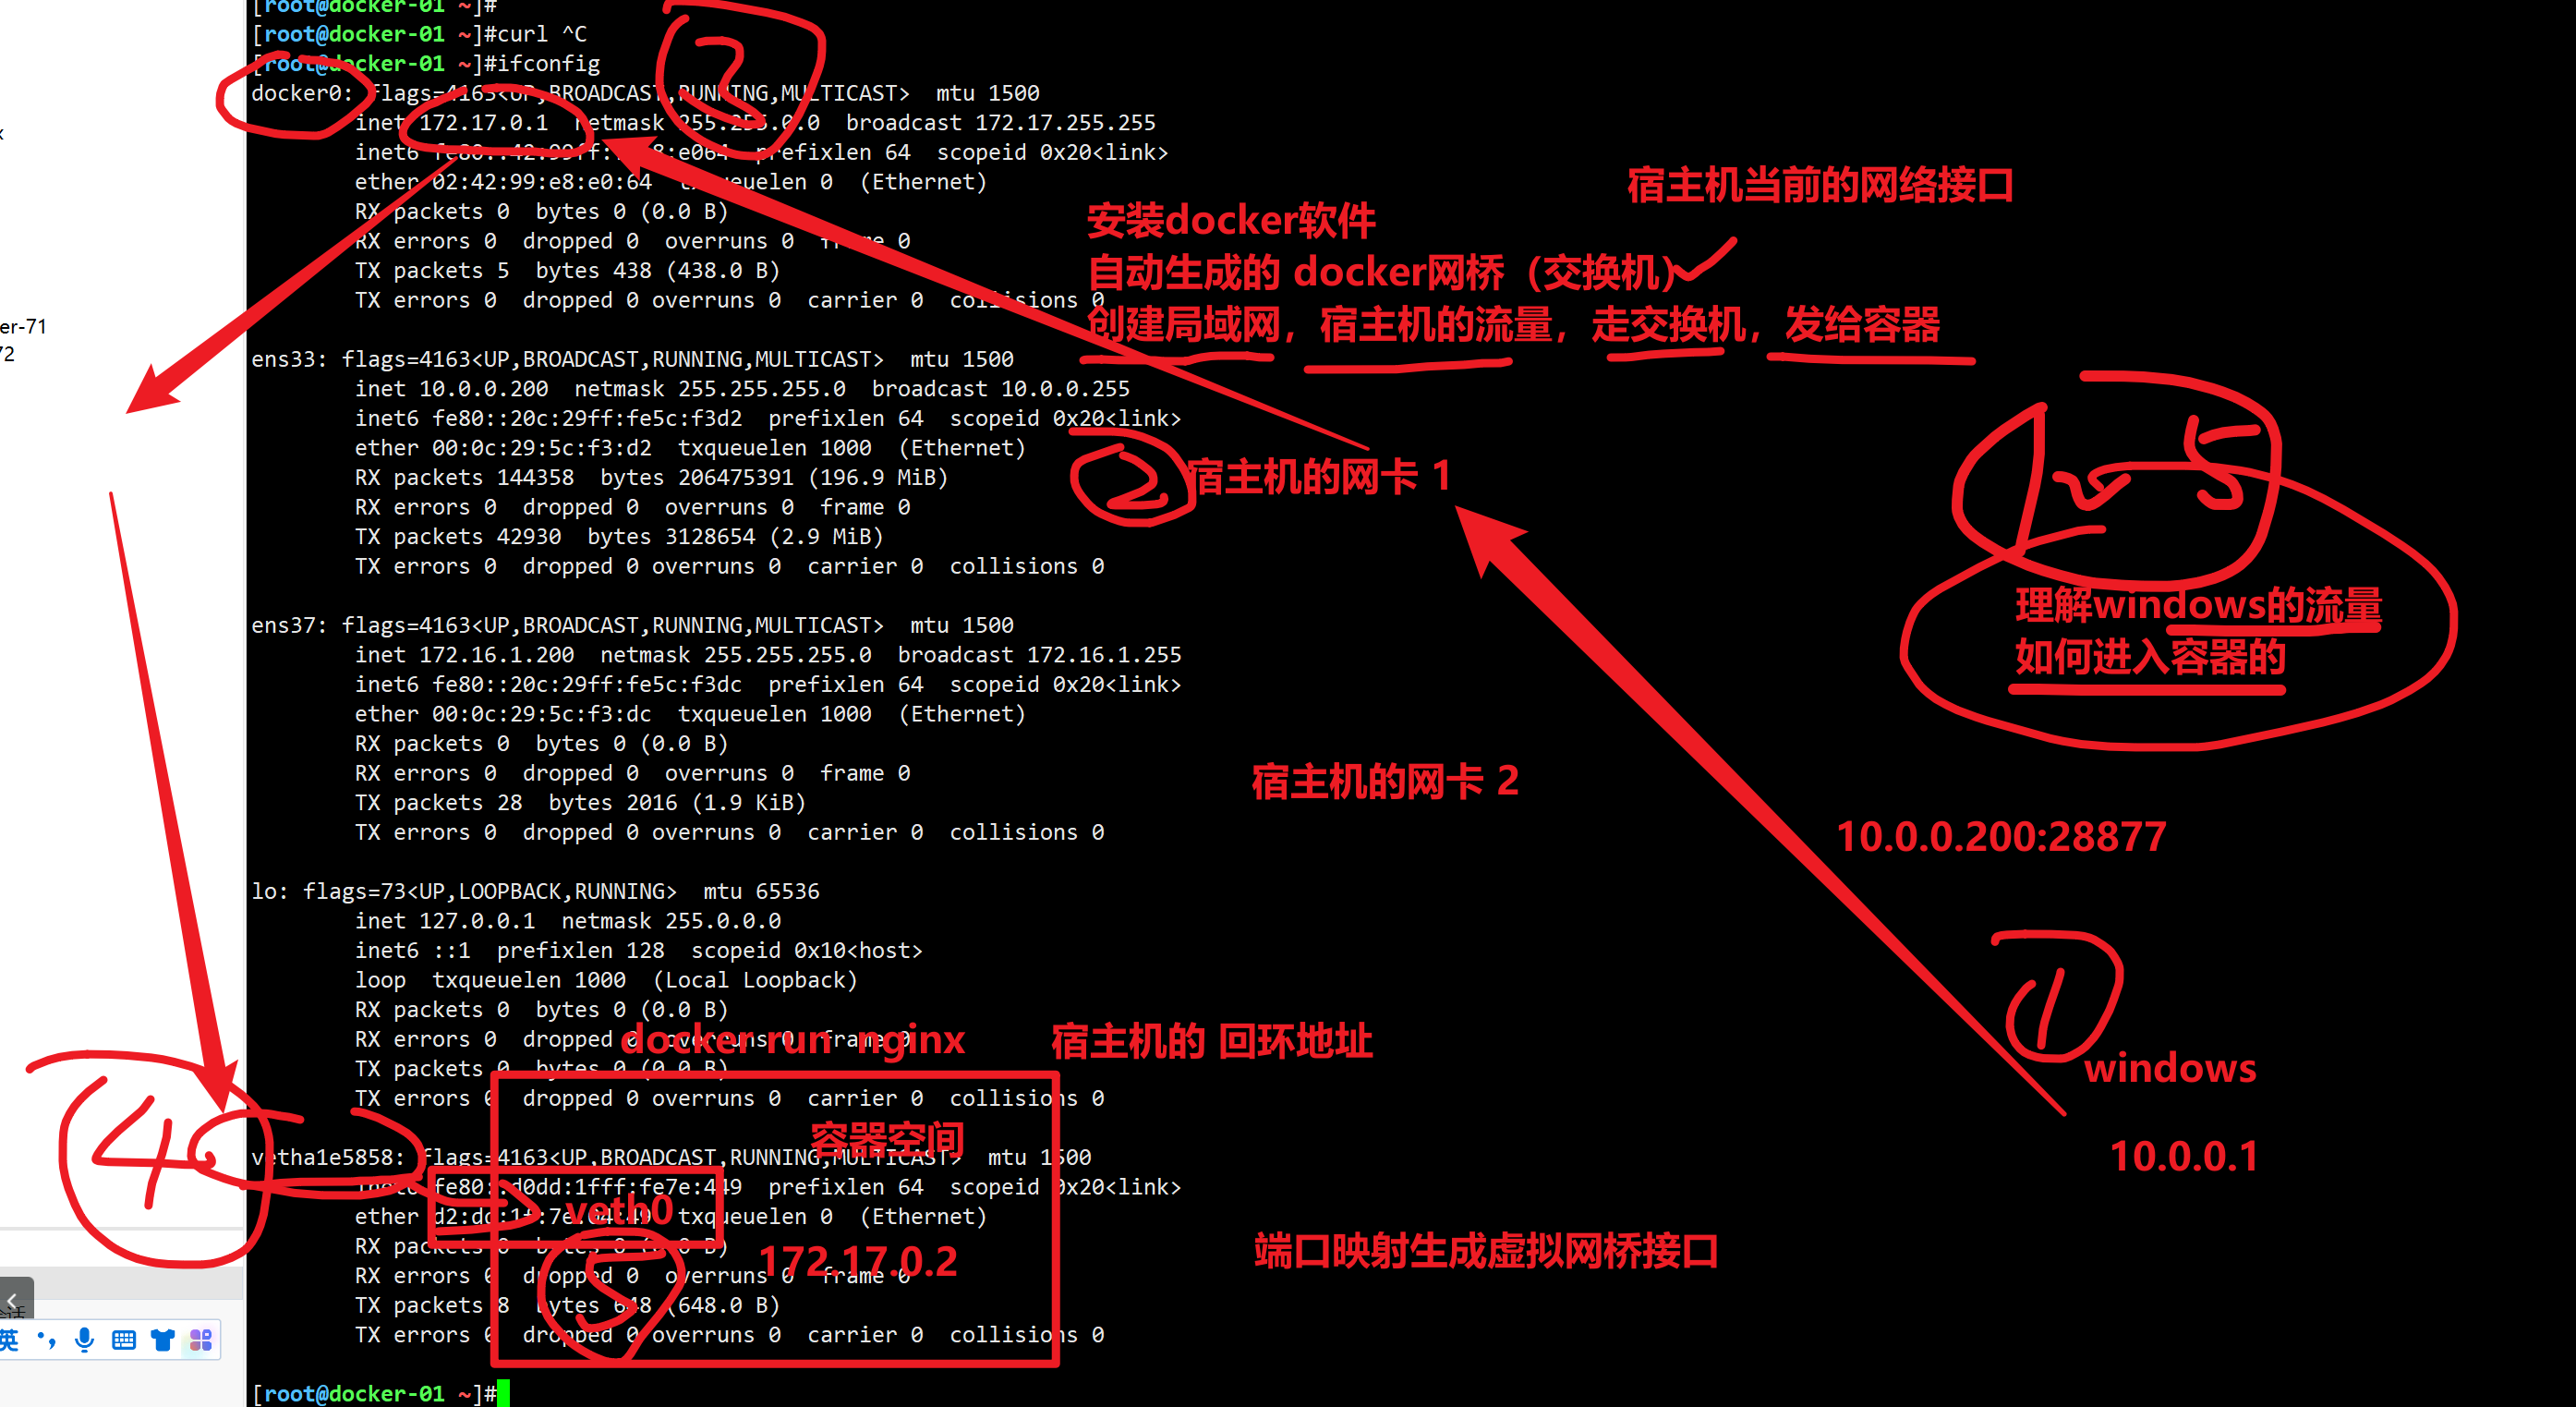 [root@docker-01 ~]#
[root@docker-01 ~]#curl ^C
[root@docker-01 ~]#ifconfig
docker0: flags=4163<UP,BROADCAST,RUNNING,MULTICAST>  mtu 1500
inet 172.17.0.1  netmask 255.255.0.0  broadcast 172.17.255.255
inet6 prefixlen 64  scopeid 0x20<link>
ether 02:42:99:e8:e0:64  txqueuelen 0  (Ethernet)
RX packets 0  bytes 0 (0.0 B)
RX errors 0  dropped 0  overruns 0  frame 0
TX packets 5  bytes 438 (438.0 B)
TX errors 0  dropped 0 overruns 0  carrier 0  collisions 0
宿主机当前的网络接口
安装docker软件
自动生成的 docker网桥（交换机）
创建局域网，宿主机的流量，走交换机，发给容器
ens33: flags=4163<UP,BROADCAST,RUNNING,MULTICAST>  mtu 1500
inet 10.0.0.200  netmask 255.255.255.0  broadcast 10.0.0.255
inet6 fe80::20c:29ff:fe5c:f3d2  prefixlen 64  scopeid 0x20<link>
ether 00:0c:29:5c:f3:d2  txqueuelen 1000  (Ethernet)
RX packets 144358  bytes 206475391 (196.9 MiB)
RX errors 0  dropped 0  overruns 0  frame 0
TX packets 42930  bytes 3128654 (2.9 MiB)
TX errors 0  dropped 0 overruns 0  carrier 0  collisions 0
2
宿主机的网卡 1
5
理解windows的流量
如何进入容器的
ens37: flags=4163<UP,BROADCAST,RUNNING,MULTICAST>  mtu 1500
inet 172.16.1.200  netmask 255.255.255.0  broadcast 172.16.1.255
inet6 fe80::20c:29ff:fe5c:f3dc  prefixlen 64  scopeid 0x20<link>
ether 00:0c:29:5c:f3:dc  txqueuelen 1000  (Ethernet)
RX packets 0  bytes 0 (0.0 B)
RX errors 0  dropped 0  overruns 0  frame 0
TX packets 28  bytes 2016 (1.9 KiB)
TX errors 0  dropped 0 overruns 0  carrier 0  collisions 0
宿主机的网卡 2
10.0.0.200:28877
lo: flags=73<UP,LOOPBACK,RUNNING>  mtu 65536
inet 127.0.0.1  netmask 255.0.0.0
inet6 ::1  prefixlen 128  scopeid 0x10<host>
loop  txqueuelen 1000  (Local Loopback)
RX packets 0  bytes 0 (0.0 B)
RX errors 0  dropped 0  overruns 0  frame 0
TX packets 0  bytes 0 (0.0 B)
TX errors 0  dropped 0 overruns 0  carrier 0  collisions 0
docker run  nginx
宿主机的 回环地址
1
windows
10.0.0.1
4
容器空间
vetha1e5858: flags=4163<UP,BROADCAST,RUNNING,MULTICAST>  mtu 1500
inet6 fe80::d0dd:1fff:fe7e:449  prefixlen 64  scopeid 0x20<link>
ether txqueuelen 0  (Ethernet)
RX packets 0  bytes 0 (0.0 B)
RX errors 0  dropped 0  overruns 0  frame 0
TX packets 8  bytes 648 (648.0 B)
TX errors 0  dropped 0 overruns 0  carrier 0  collisions 0
veth0
172.17.0.2
5
端口映射生成虚拟网桥接口
[root@docker-01 ~]#
er-71
72
英